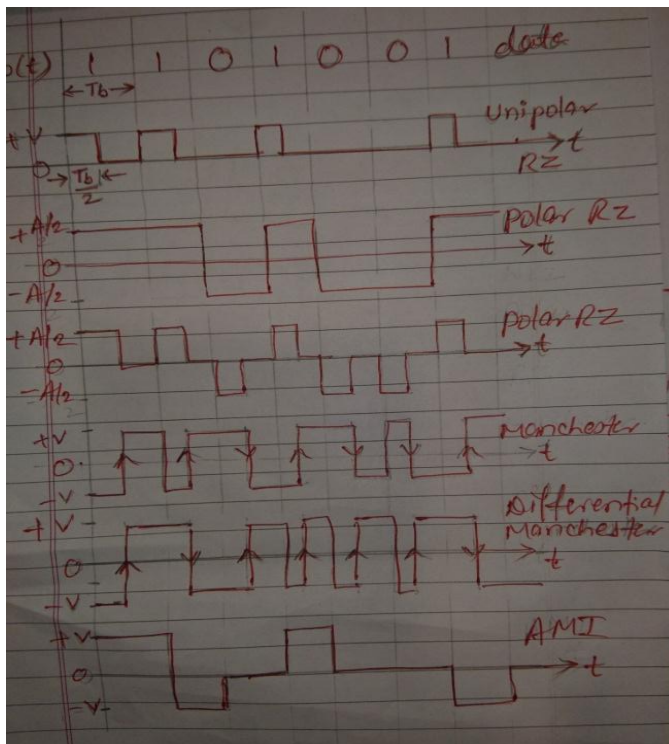 b(t) 1 1 0 1 0 0 1 data
← Tb →
+V
Unipolar
0 → t
→ Tb/2 ←
RZ
+A/2
Polar RZ
0 → t
-A/2
+A/2
Polar RZ
0 → t
-A/2
+V
Manchester
0 → t
-V
Differential
+V
Manchester
0
t
-V
+V
AMI
0 → t
-V